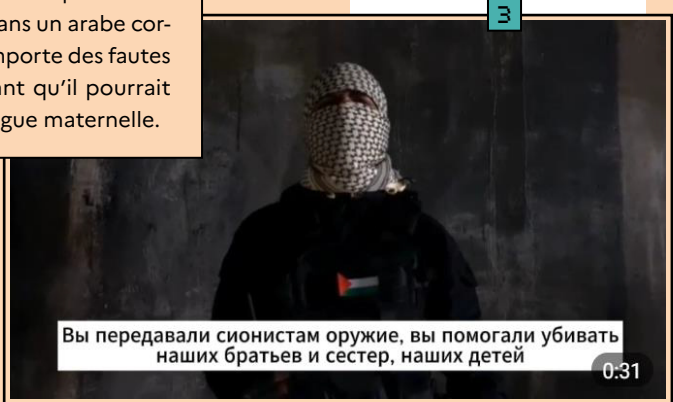 ans un arabe cor-
mporte des fautes
ant qu'il pourrait
gue maternelle.
3
Вы передавали сионистам оружие, вы помогали убивать
наших братьев и сестер, наших детей
0:31